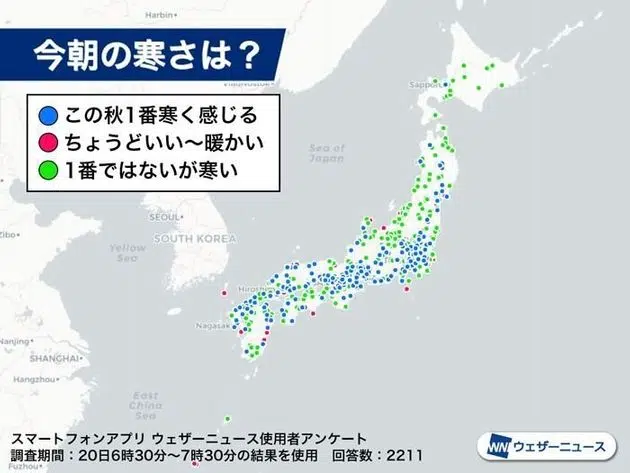 今朝の寒さは？
この秋1番寒く感じる
ちょうどいい〜暖かい
1番ではないが寒い
Harbin
Sapporo
Sea of
Japan
SEOUL
SOUTH KOREA
Yellow
Sea
Zibo
Hiroshima
Nagasaki
Nanjing
SHANGHAI
Hangzhou
East
China Sea
スマートフォンアプリ ウェザーニュース使用者アンケート
調査期間：20日6時30分〜7時30分の結果を使用　回答数：2211
WN ウェザーニュース